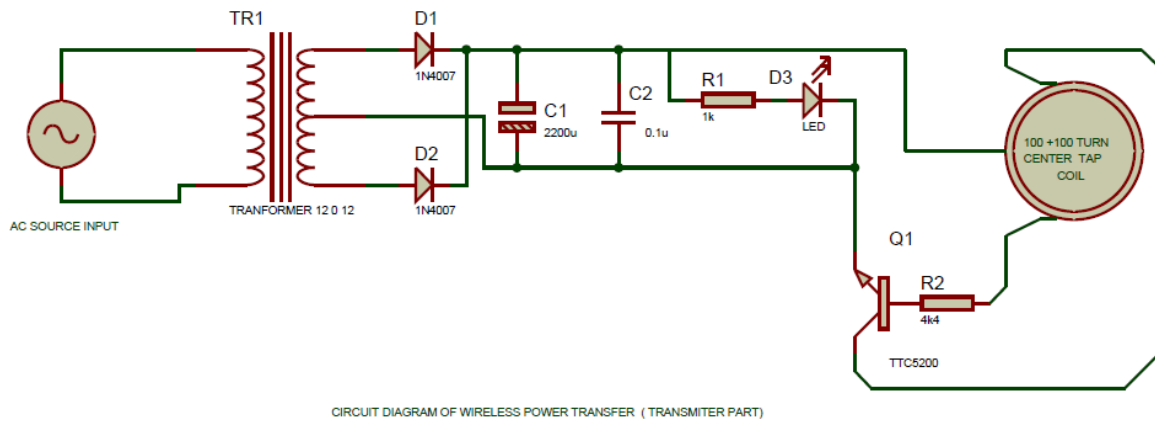 TR1
D1
1N4007
D2
1N4007
TRANFORMER 12 0 12
AC SOURCE INPUT
C1
2200u
C2
0.1u
R1
1k
D3
LED
100 +100 TURN
CENTER TAP
COIL
Q1
R2
4k4
TTC5200
CIRCUIT DIAGRAM OF WIRELESS POWER TRANSFER ( TRANSMITER PART)